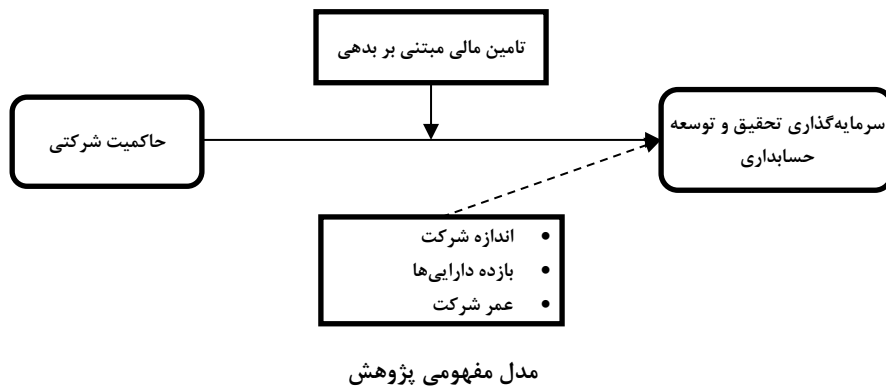 تامین مالی مبتنی بر بدهی
حاکمیت شرکتی
سرمایه‌گذاری تحقیق و توسعه
حسابداری
• اندازه شرکت
• بازده دارایی‌ها
• عمر شرکت
مدل مفهومی پژوهش